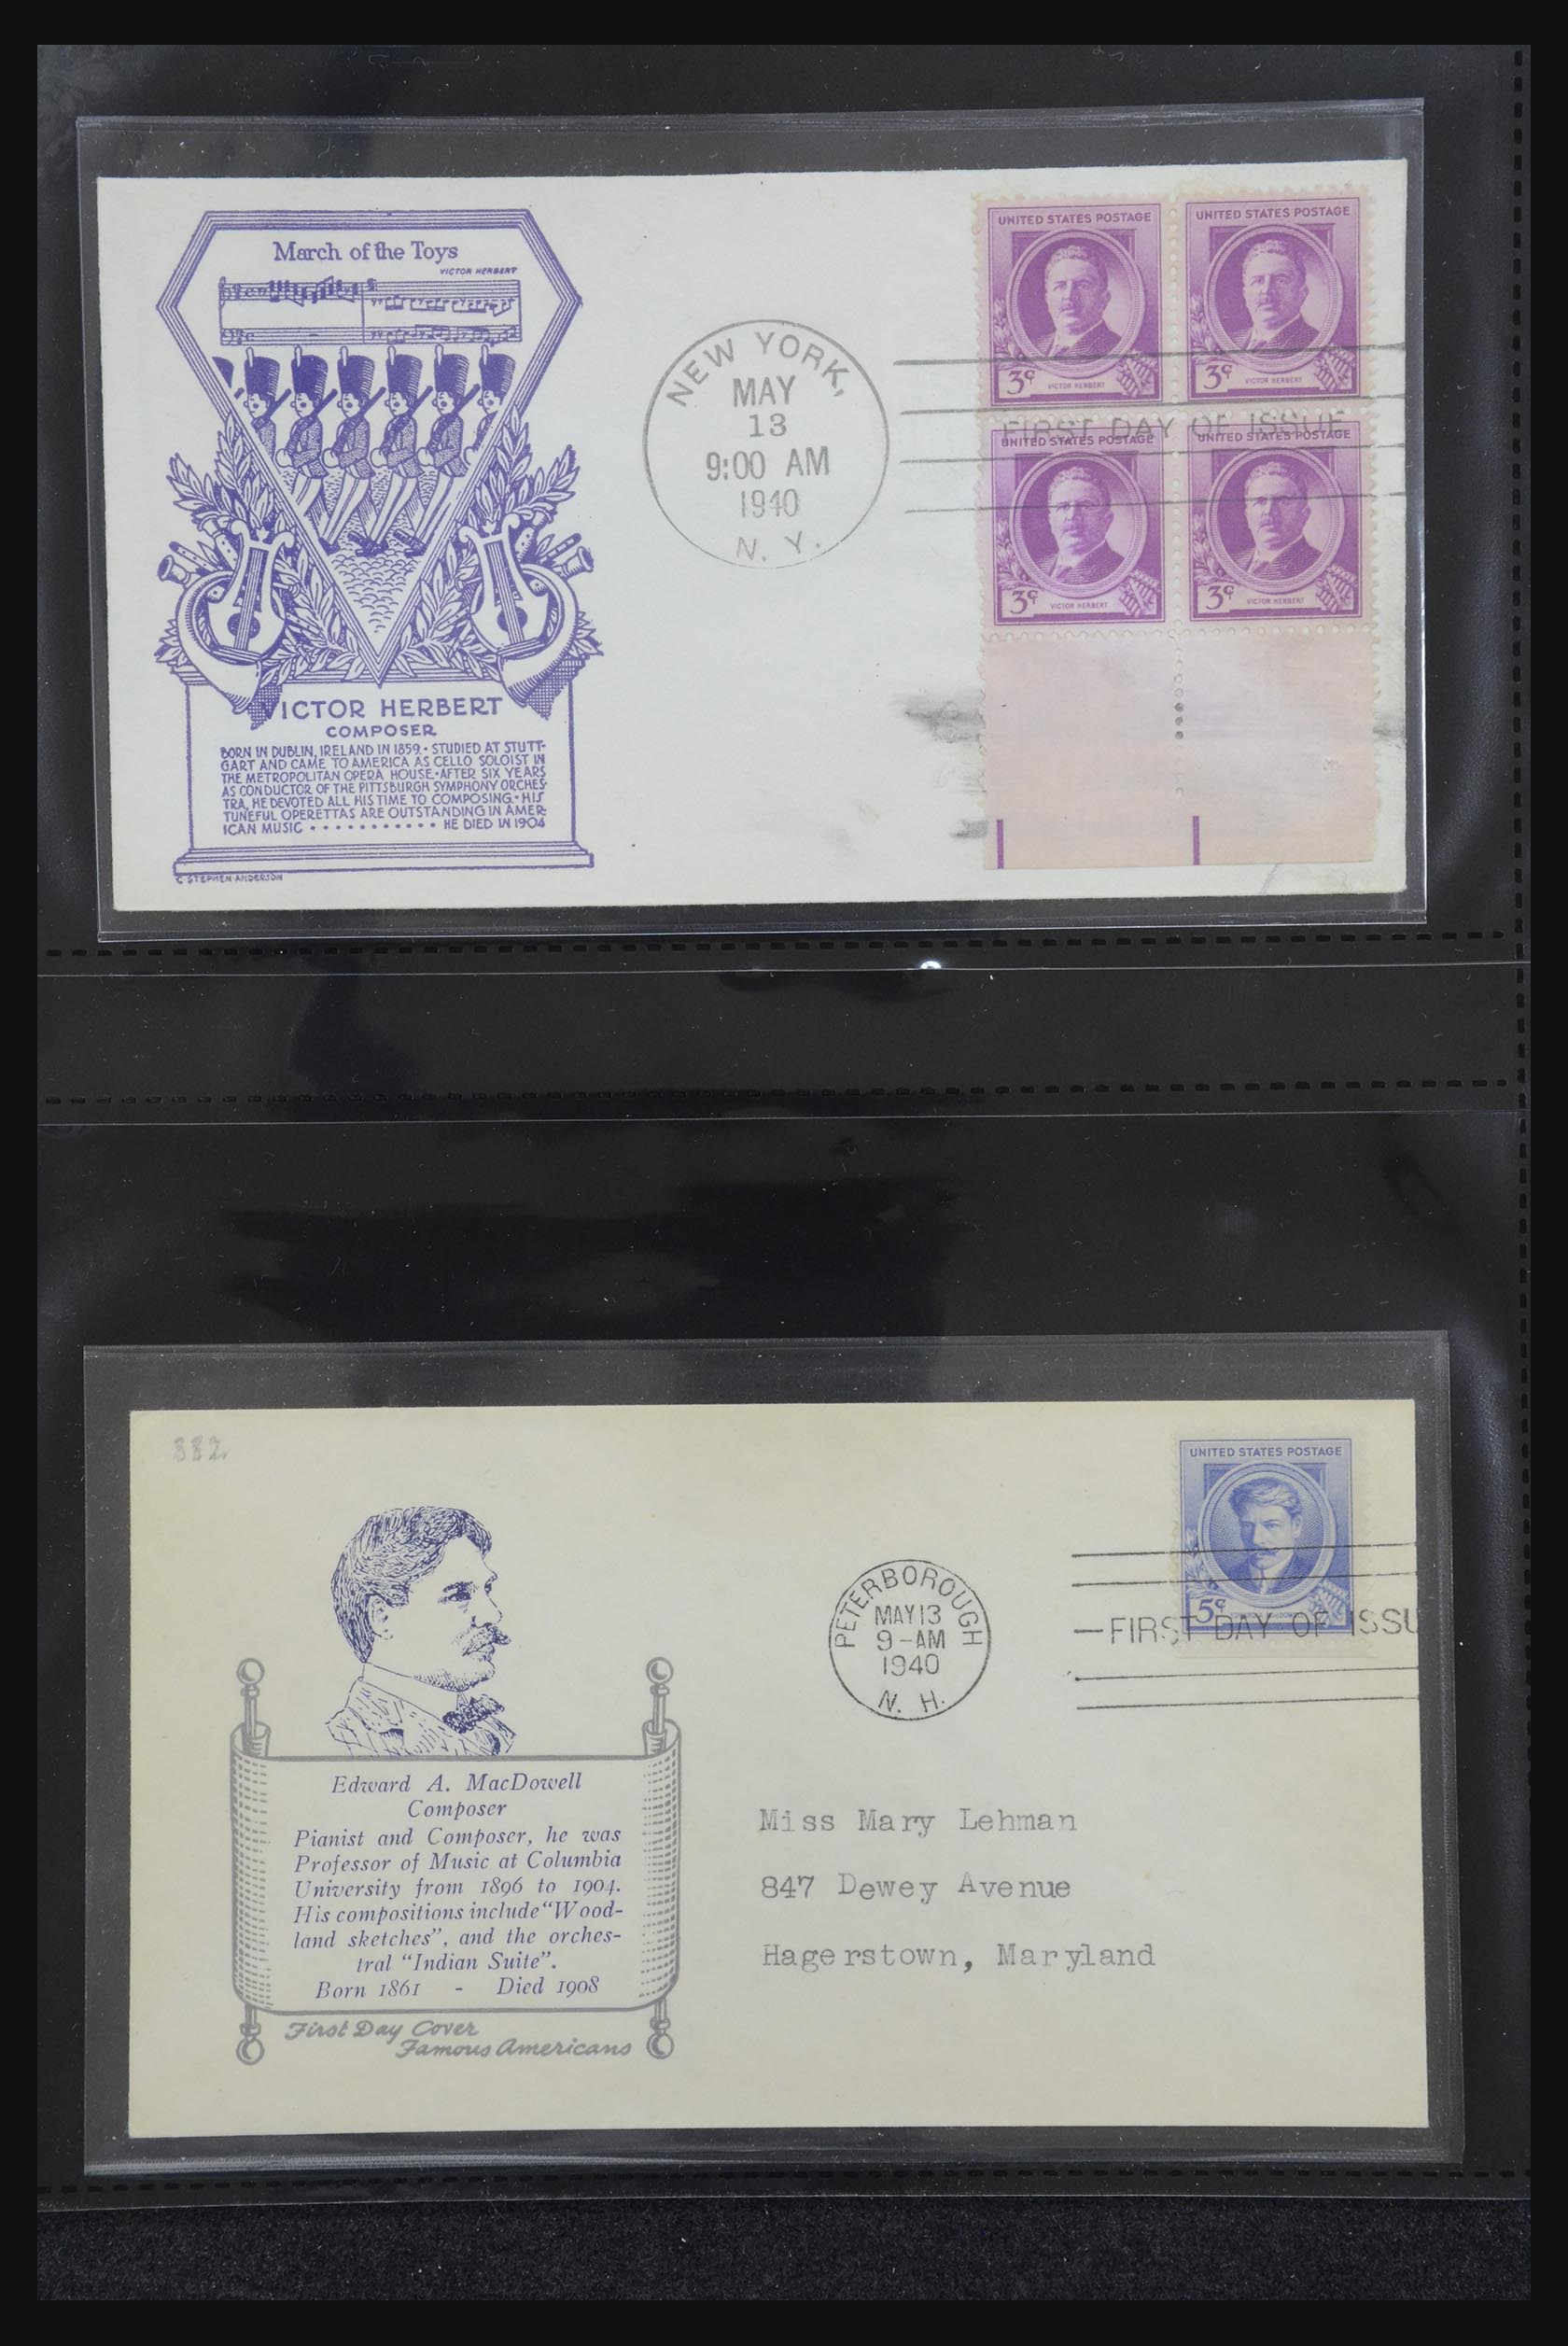 March of the Toys
VICTOR HERBERT
VICTOR HERBERT
COMPOSER
BORN IN DUBLIN, IRELAND IN 1859 • STUDIED AT STUTT-
GART AND CAME TO AMERICA AS CELLO SOLOIST IN
THE METROPOLITAN OPERA HOUSE • AFTER SIX YEARS
AS CONDUCTOR OF THE PITTSBURGH SYMPHONY ORCHES-
TRA, HE DEVOTED ALL HIS TIME TO COMPOSING • HIS
TUNEFUL OPERETTAS ARE OUTSTANDING IN AMER-
ICAN MUSIC • • • • • • • • • • • HE DIED IN 1904
C STEPHEN ANDERSON
NEW YORK,
MAY
13
9:00 AM
1940
N. Y.
UNITED STATES POSTAGE
3¢ VICTOR HERBERT
UNITED STATES POSTAGE
3¢ VICTOR HERBERT
FIRST DAY OF ISSUE
UNITED STATES POSTAGE
3¢ VICTOR HERBERT
UNITED STATES POSTAGE
3¢ VICTOR HERBERT
382.
Edward A. MacDowell
Composer
Pianist and Composer, he was
Professor of Music at Columbia
University from 1896 to 1904.
His compositions include "Wood-
land sketches", and the orches-
tral "Indian Suite".
Born 1861 - Died 1908
First Day Cover
Famous Americans
PETERBOROUGH
MAY 13
9-AM
1940
N. H.
UNITED STATES POSTAGE
5¢
—FIRST DAY OF ISSU
Miss Mary Lehman
847 Dewey Avenue
Hagerstown, Maryland